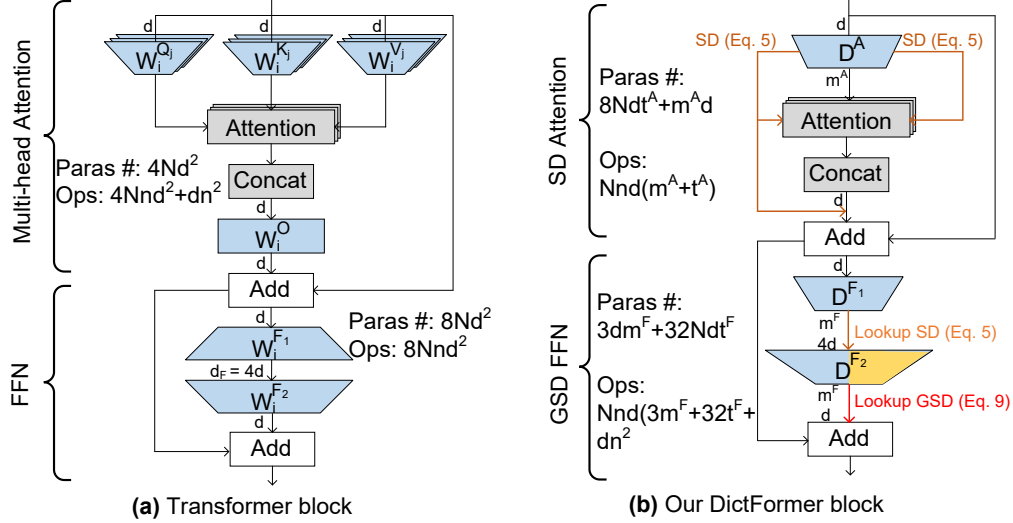 d
W_i^{Q_j}
W_i^{K_j}
W_i^{V_j}
Attention
Concat
d
W_i^O
d
Add
d
W_i^{F_1}
d_F = 4d
W_i^{F_2}
d
Add
Multi-head Attention
Paras #: 4Nd^2
Ops: 4Nnd^2+dn^2
FFN
Paras #: 8Nd^2
Ops: 8Nnd^2
(a) Transformer block
d
SD (Eq. 5)
SD (Eq. 5)
D^A
m^A
Attention
Concat
d
Add
d
D^{F_1}
m^F
Lookup SD (Eq. 5)
4d
D^{F_2}
m^F
Lookup GSD (Eq. 9)
d
Add
SD Attention
Paras #:
8Ndt^A+m^Ad
Ops:
Nnd(m^A+t^A)
GSD FFN
Paras #:
3dm^F+32Ndt^F
Ops:
Nnd(3m^F+32t^F+
dn^2
(b) Our DictFormer block